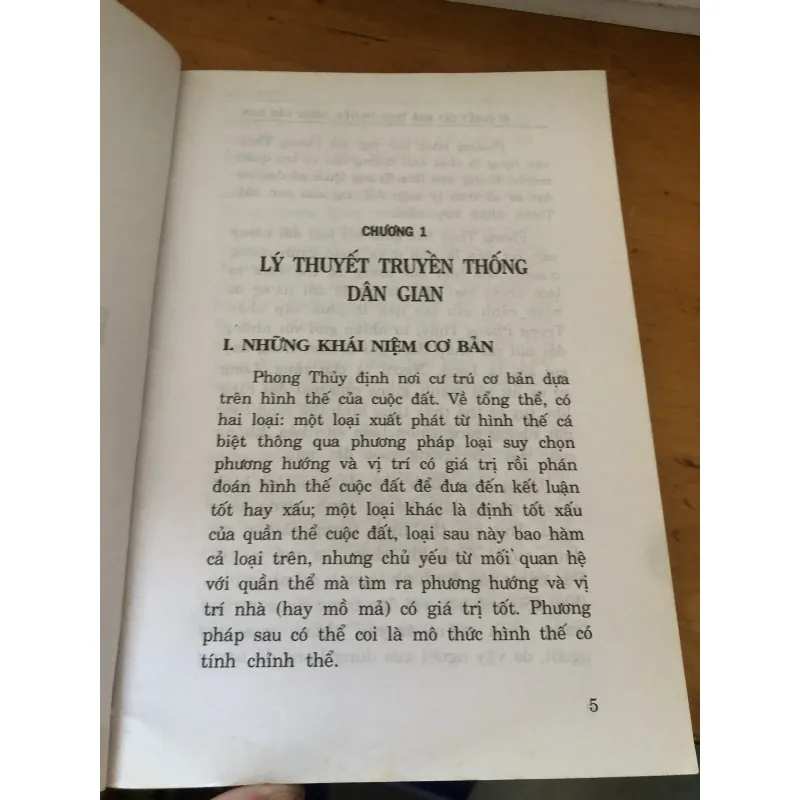 CHƯƠNG 1
LÝ THUYẾT TRUYỀN THỐNG
DÂN GIAN
I. NHỮNG KHÁI NIỆM CƠ BẢN
Phong Thủy định nơi cư trú cơ bản dựa
trên hình thế của cuộc đất. Về tổng thể, có
hai loại: một loại xuất phát từ hình thế cá
biệt thông qua phương pháp loại suy chọn
phương hướng và vị trí có giá trị rồi phán
đoán hình thế cuộc đất để đưa đến kết luận
tốt hay xấu; một loại khác là định tốt xấu
của quần thể cuộc đất, loại sau này bao hàm
cả loại trên, nhưng chủ yếu từ mối quan hệ
với quần thể mà tìm ra phương hướng và vị
trí nhà (hay mồ mả) có giá trị tốt. Phương
pháp sau có thể coi là mô thức hình thế có
tính chỉnh thể.
5